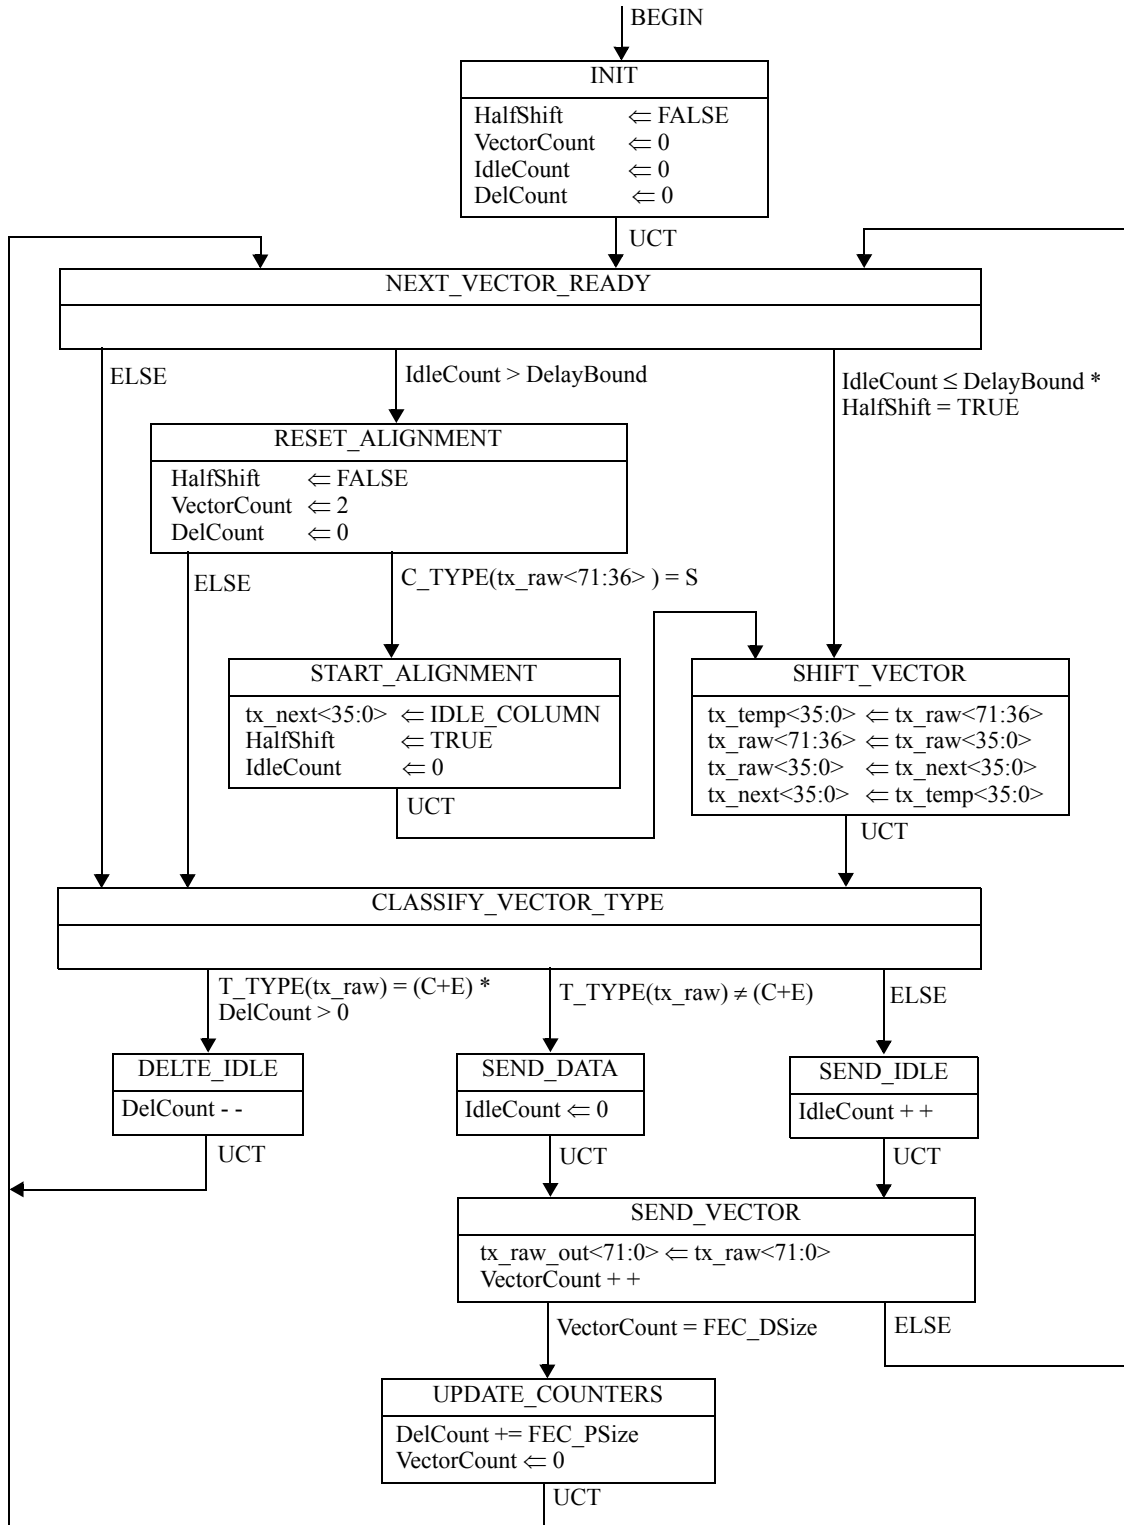 BEGIN
INIT
HalfShift ⇐ FALSE
VectorCount ⇐ 0
IdleCount ⇐ 0
DelCount ⇐ 0
UCT
NEXT_VECTOR_READY
ELSE
IdleCount > DelayBound
IdleCount ≤ DelayBound *
HalfShift = TRUE
RESET_ALIGNMENT
HalfShift ⇐ FALSE
VectorCount ⇐ 2
DelCount ⇐ 0
ELSE
C_TYPE(tx_raw<71:36> ) = S
START_ALIGNMENT
tx_next<35:0> ⇐ IDLE_COLUMN
HalfShift ⇐ TRUE
IdleCount ⇐ 0
UCT
SHIFT_VECTOR
tx_temp<35:0> ⇐ tx_raw<71:36>
tx_raw<71:36> ⇐ tx_raw<35:0>
tx_raw<35:0> ⇐ tx_next<35:0>
tx_next<35:0> ⇐ tx_temp<35:0>
UCT
CLASSIFY_VECTOR_TYPE
T_TYPE(tx_raw) = (C+E) *
DelCount > 0
T_TYPE(tx_raw) ≠ (C+E)
ELSE
DELTE_IDLE
DelCount - -
UCT
SEND_DATA
IdleCount ⇐ 0
UCT
SEND_IDLE
IdleCount + +
UCT
SEND_VECTOR
tx_raw_out<71:0> ⇐ tx_raw<71:0>
VectorCount + +
VectorCount = FEC_DSize
ELSE
UPDATE_COUNTERS
DelCount += FEC_PSize
VectorCount ⇐ 0
UCT